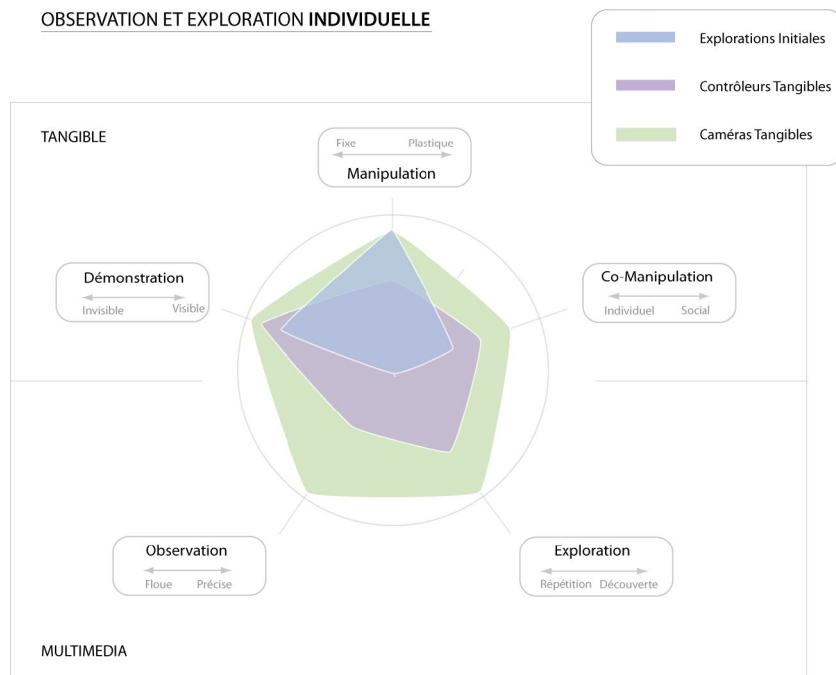 OBSERVATION ET EXPLORATION INDIVIDUELLE
Explorations Initiales
Contrôleurs Tangibles
Caméras Tangibles
TANGIBLE
Fixe Plastique
Manipulation
Démonstration
Invisible Visible
Co-Manipulation
Individuel Social
Observation
Floue Précise
Exploration
Répétition Découverte
MULTIMEDIA